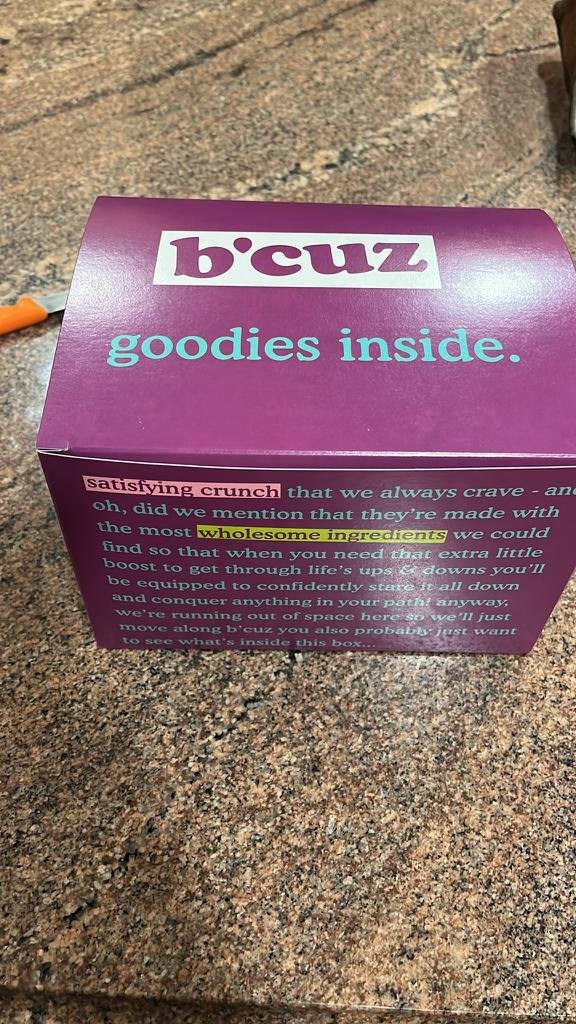 b'cuz
goodies inside.
satisfying crunch that we always crave - and
oh, did we mention that they're made with
the most wholesome ingredients we could
find so that when you need that extra little
boost to get through life's ups & downs you'll
be equipped to confidently stare it all down
and conquer anything in your path! anyway,
we're running out of space here so we'll just
move along b'cuz you also probably just want
to see what's inside this box...